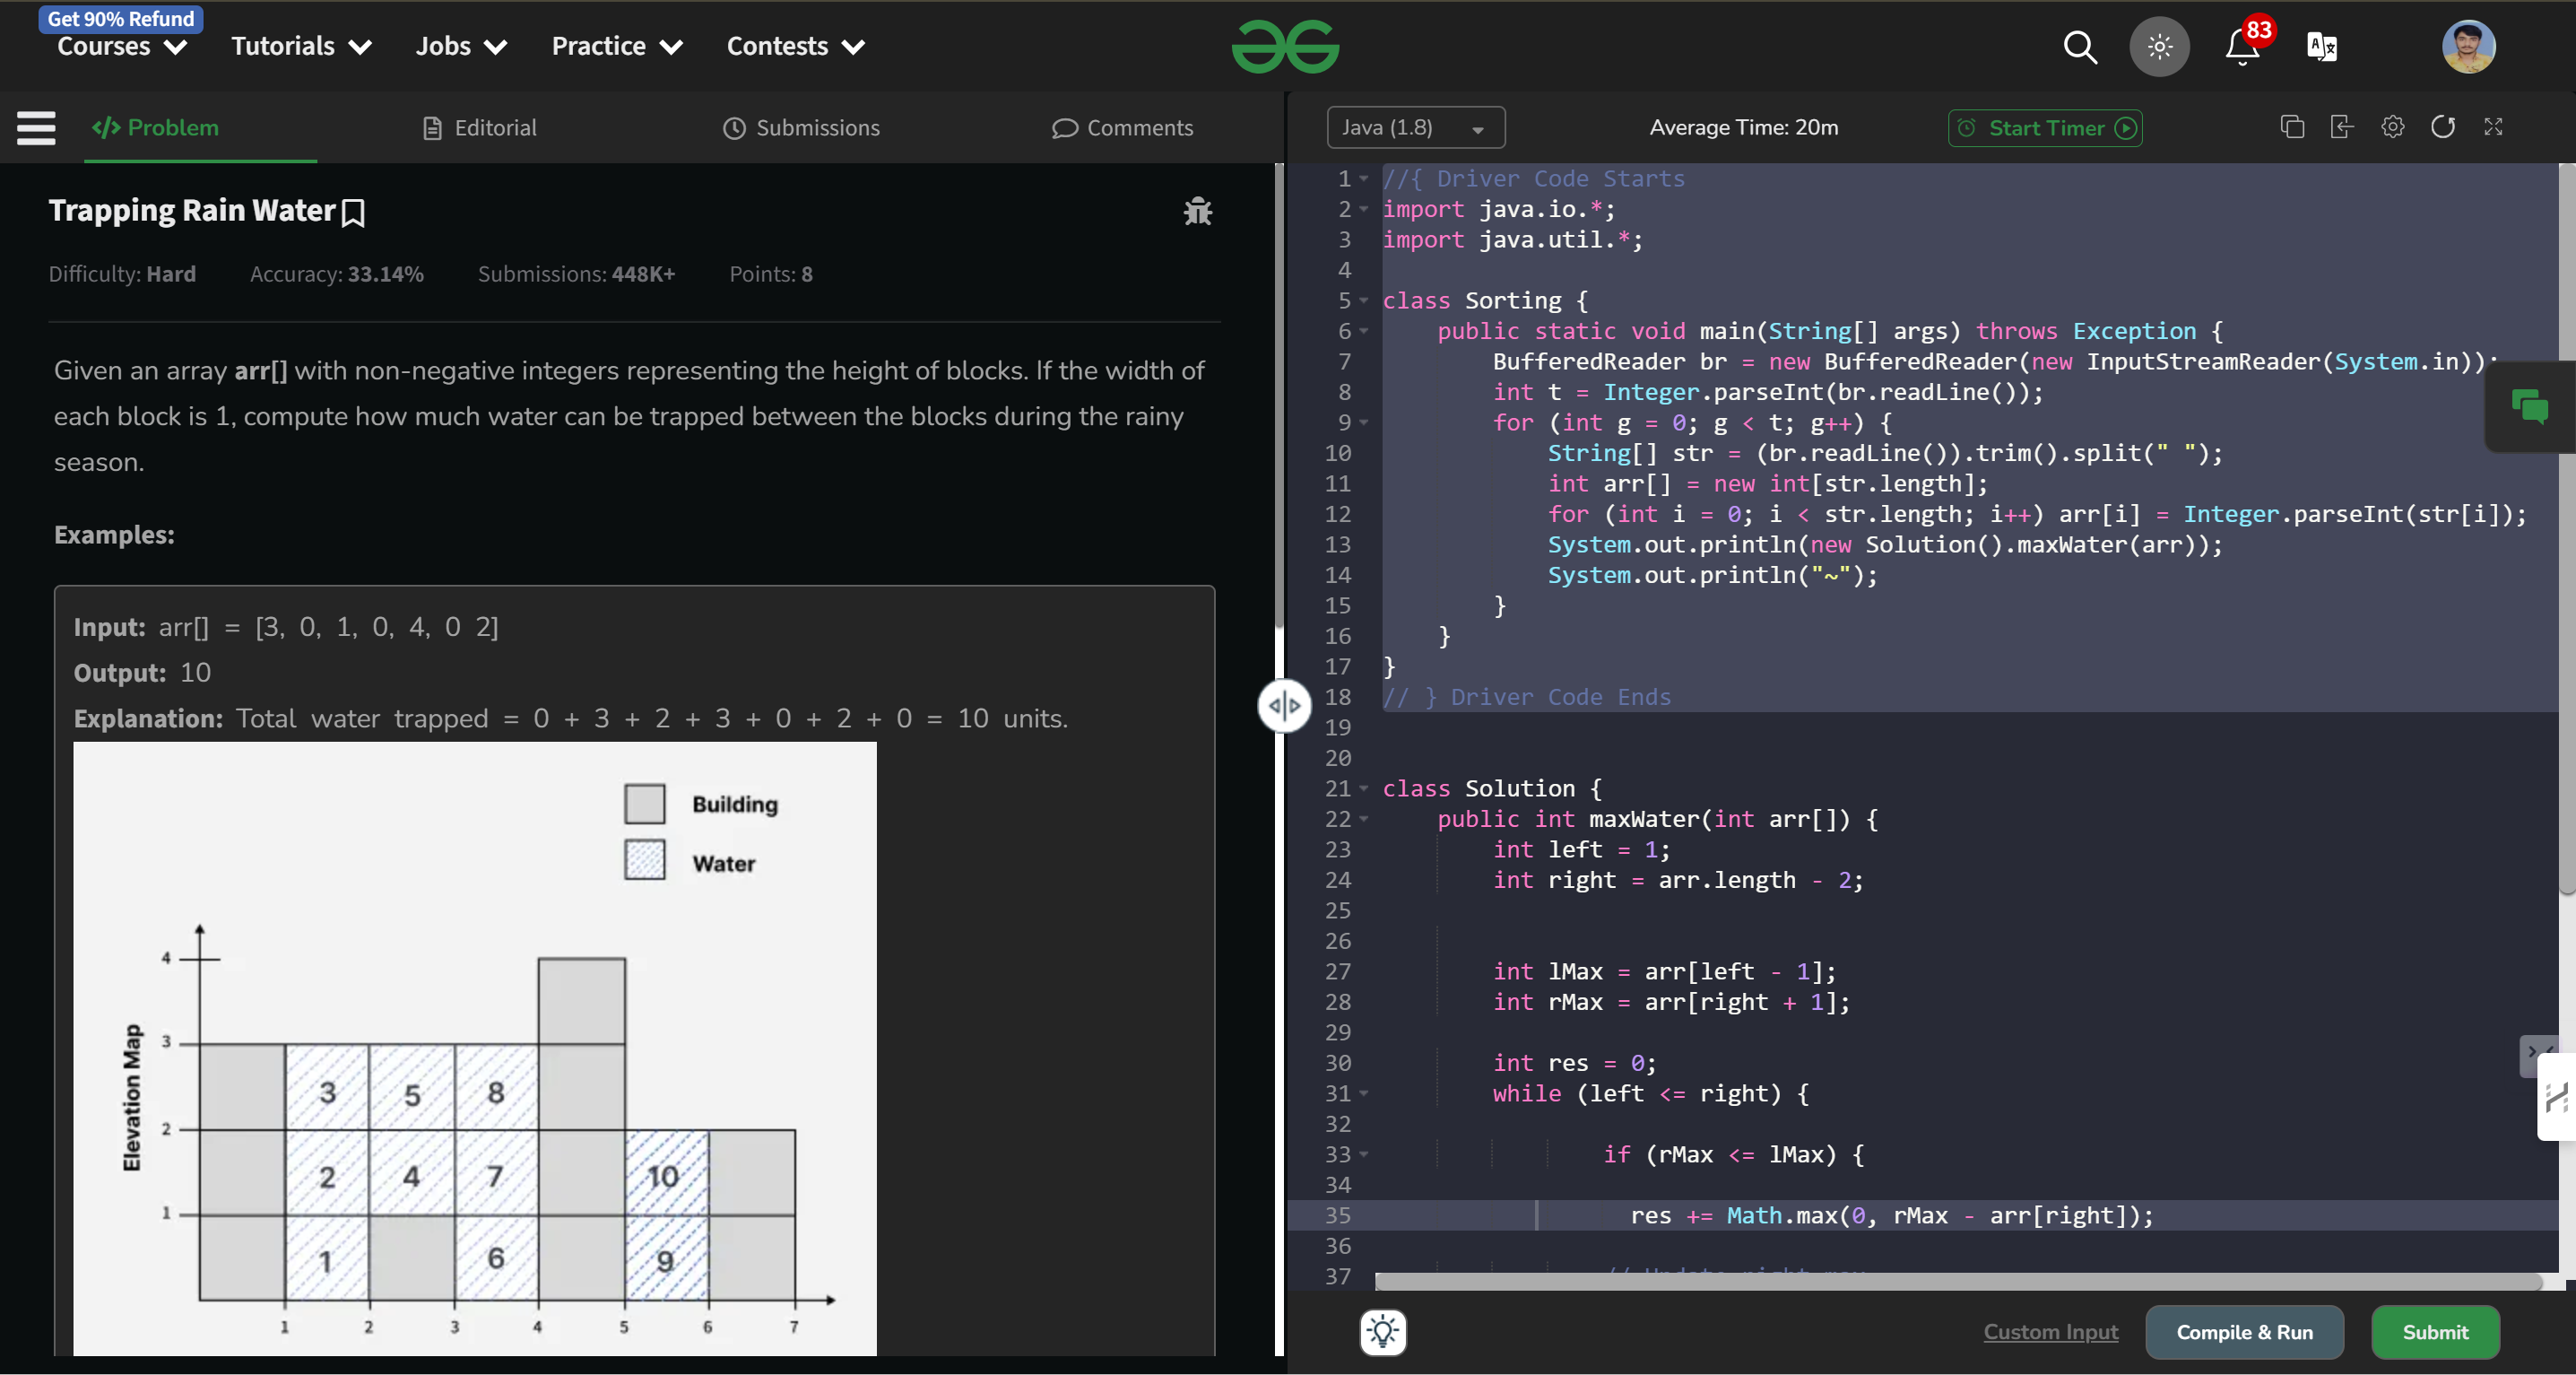 Get 90% Refund
Courses Tutorials Jobs Practice Contests
83
Problem Editorial Submissions Comments
Trapping Rain Water
Difficulty: Hard Accuracy: 33.14% Submissions: 448K+ Points: 8
Given an array arr[] with non-negative integers representing the height of blocks. If the width of
each block is 1, compute how much water can be trapped between the blocks during the rainy
season.
Examples:
Input: arr[] = [3, 0, 1, 0, 4, 0 2]
Output: 10
Explanation: Total water trapped = 0 + 3 + 2 + 3 + 0 + 2 + 0 = 10 units.
Building
Water
Elevation Map
4
3
3 5 8
2
2 4 7 10
1
1 6 9
1 2 3 4 5 6 7
Java (1.8) Average Time: 20m Start Timer
1 //{ Driver Code Starts
2 import java.io.*;
3 import java.util.*;
4
5 class Sorting {
6 public static void main(String[] args) throws Exception {
7 BufferedReader br = new BufferedReader(new InputStreamReader(System.in));
8 int t = Integer.parseInt(br.readLine());
9 for (int g = 0; g < t; g++) {
10 String[] str = (br.readLine()).trim().split(" ");
11 int arr[] = new int[str.length];
12 for (int i = 0; i < str.length; i++) arr[i] = Integer.parseInt(str[i]);
13 System.out.println(new Solution().maxWater(arr));
14 System.out.println("~");
15 }
16 }
17 }
18 // } Driver Code Ends
19
20
21 class Solution {
22 public int maxWater(int arr[]) {
23 int left = 1;
24 int right = arr.length - 2;
25
26
27 int lMax = arr[left - 1];
28 int rMax = arr[right + 1];
29
30 int res = 0;
31 while (left <= right) {
32
33 if (rMax <= lMax) {
34
35 res += Math.max(0, rMax - arr[right]);
36
37
Custom Input Compile & Run Submit